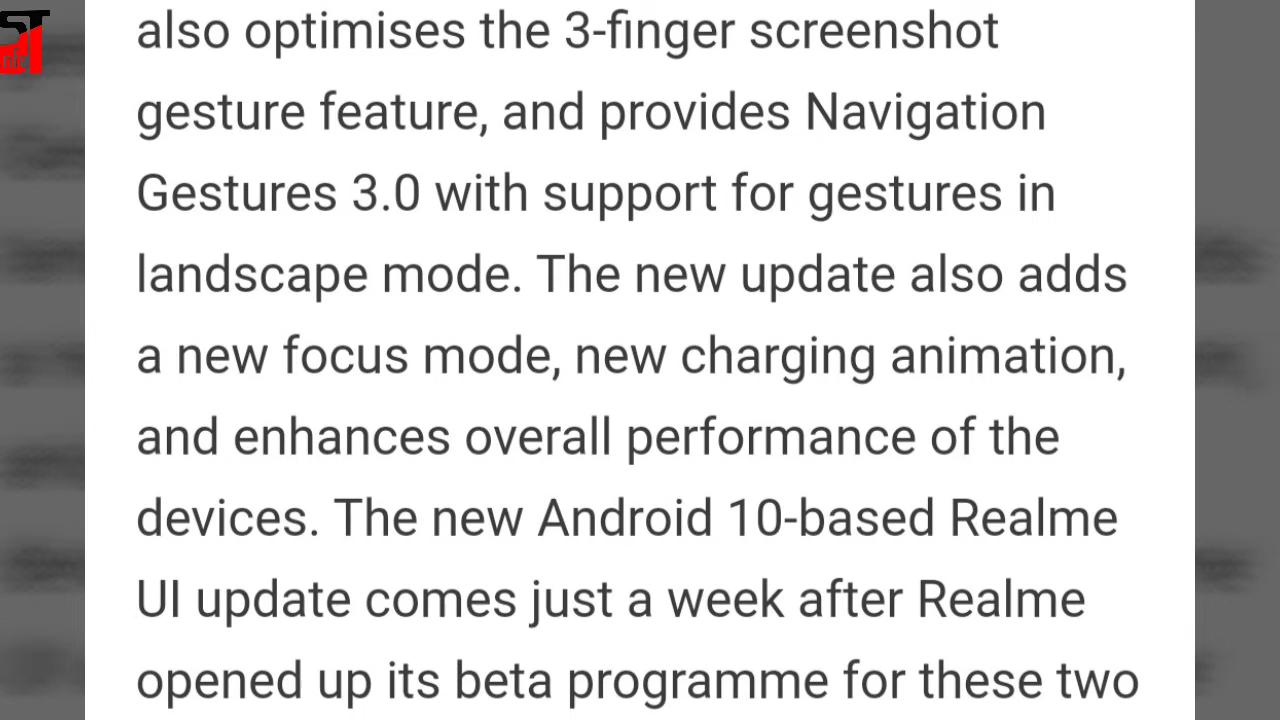 ST
also optimises the 3-finger screenshot
gesture feature, and provides Navigation
Gestures 3.0 with support for gestures in
landscape mode. The new update also adds
a new focus mode, new charging animation,
and enhances overall performance of the
devices. The new Android 10-based Realme
UI update comes just a week after Realme
opened up its beta programme for these two